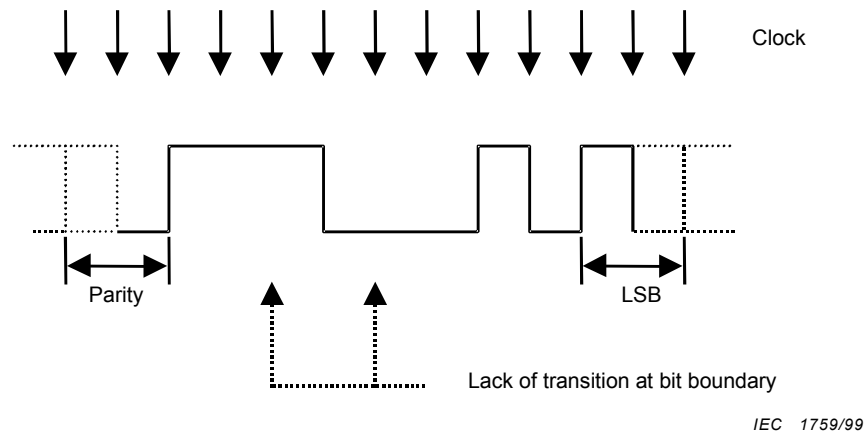 Clock
Parity
LSB
Lack of transition at bit boundary
IEC 1759/99